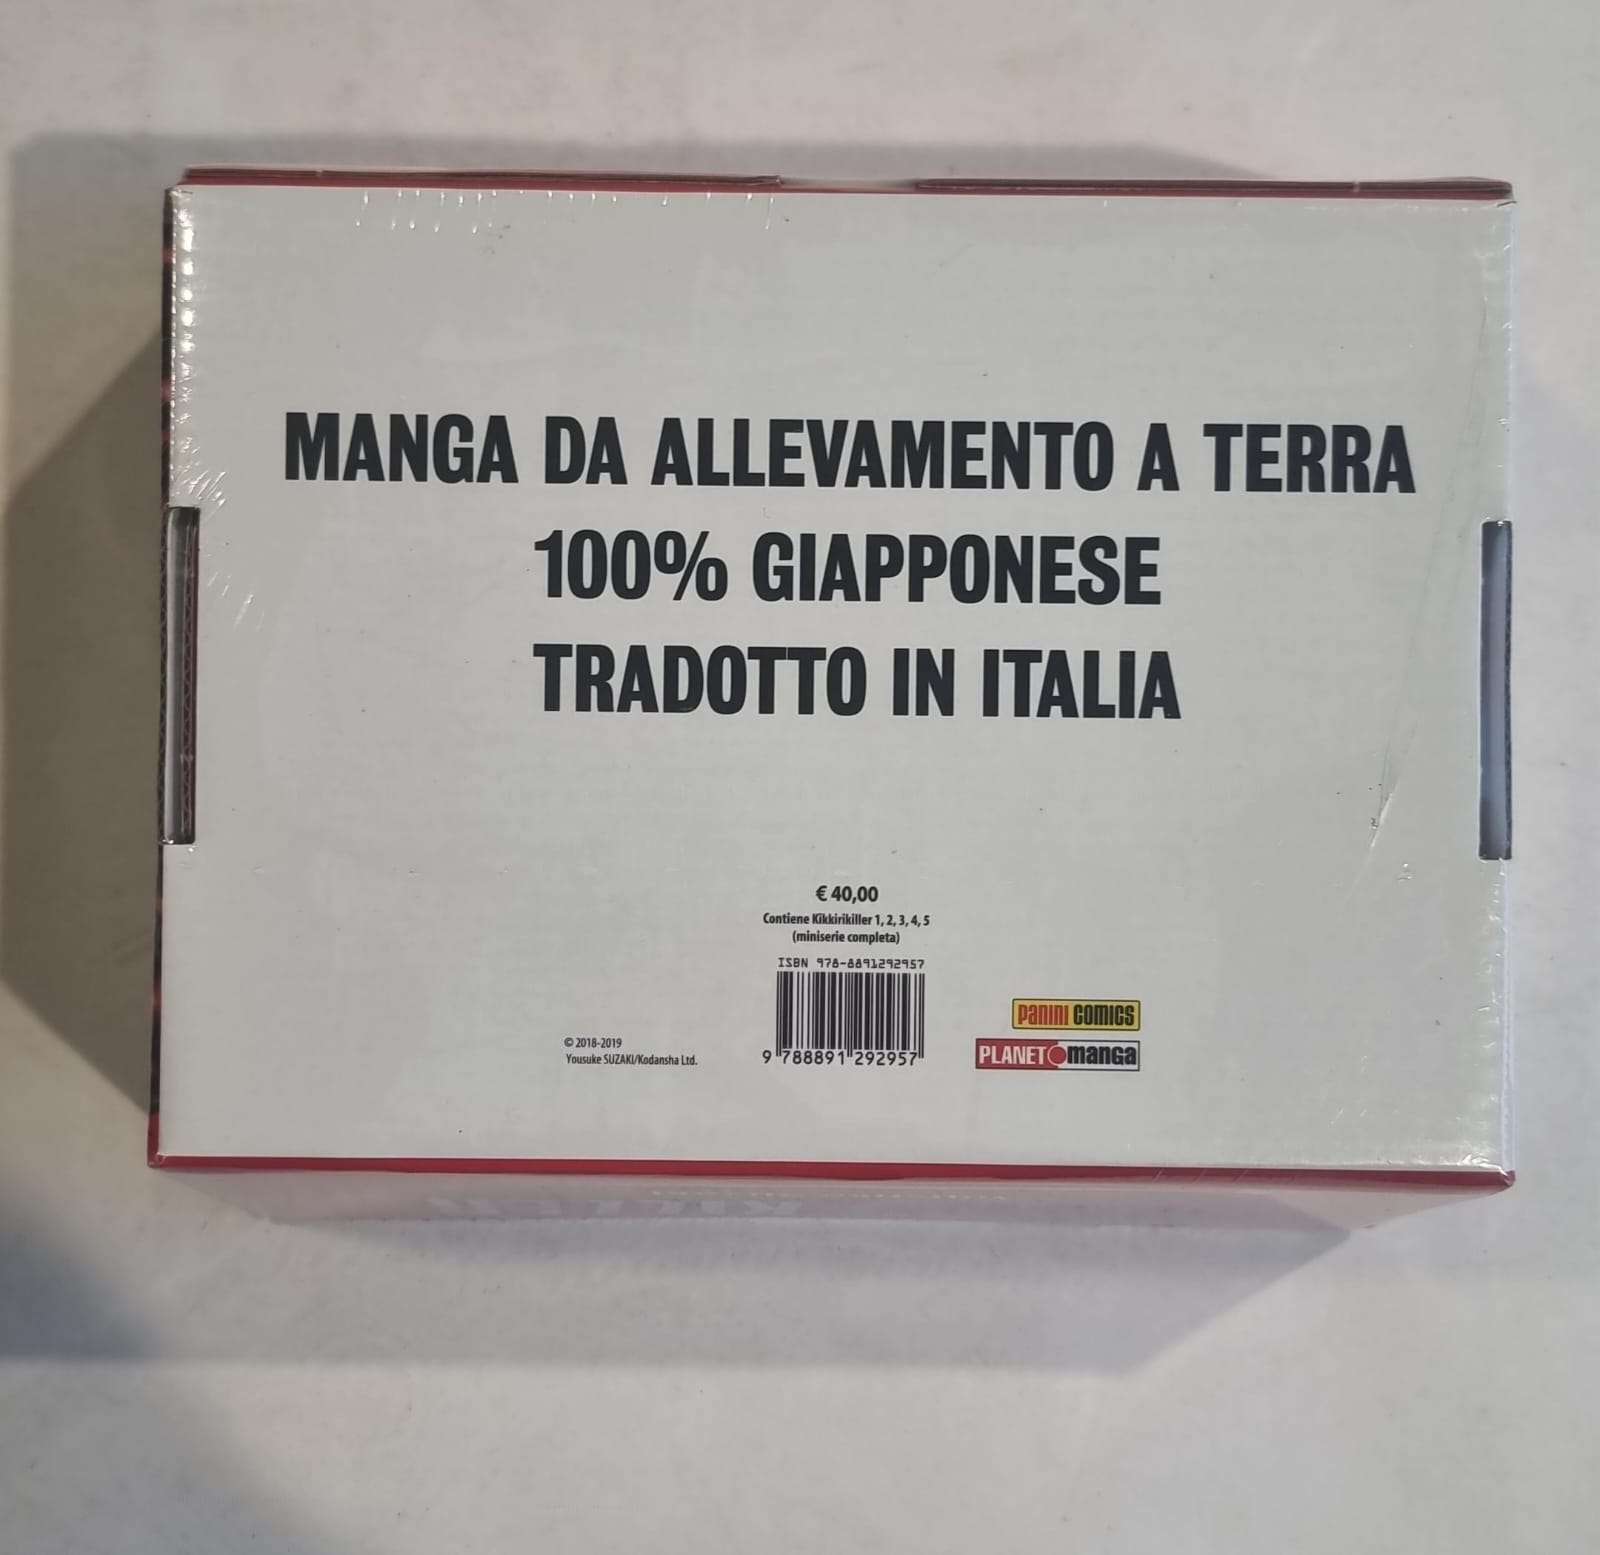 MANGA DA ALLEVAMENTO A TERRA
100% GIAPPONESE
TRADOTTO IN ITALIA
€ 40,00
Contiene Kikkirikiller 1, 2, 3, 4, 5
(miniserie completa)
ISBN 978-8891292957
9 788891 292957
© 2018-2019
Yousuke SUZAKI/Kodansha Ltd.
PANINI COMICS
PLANET manga